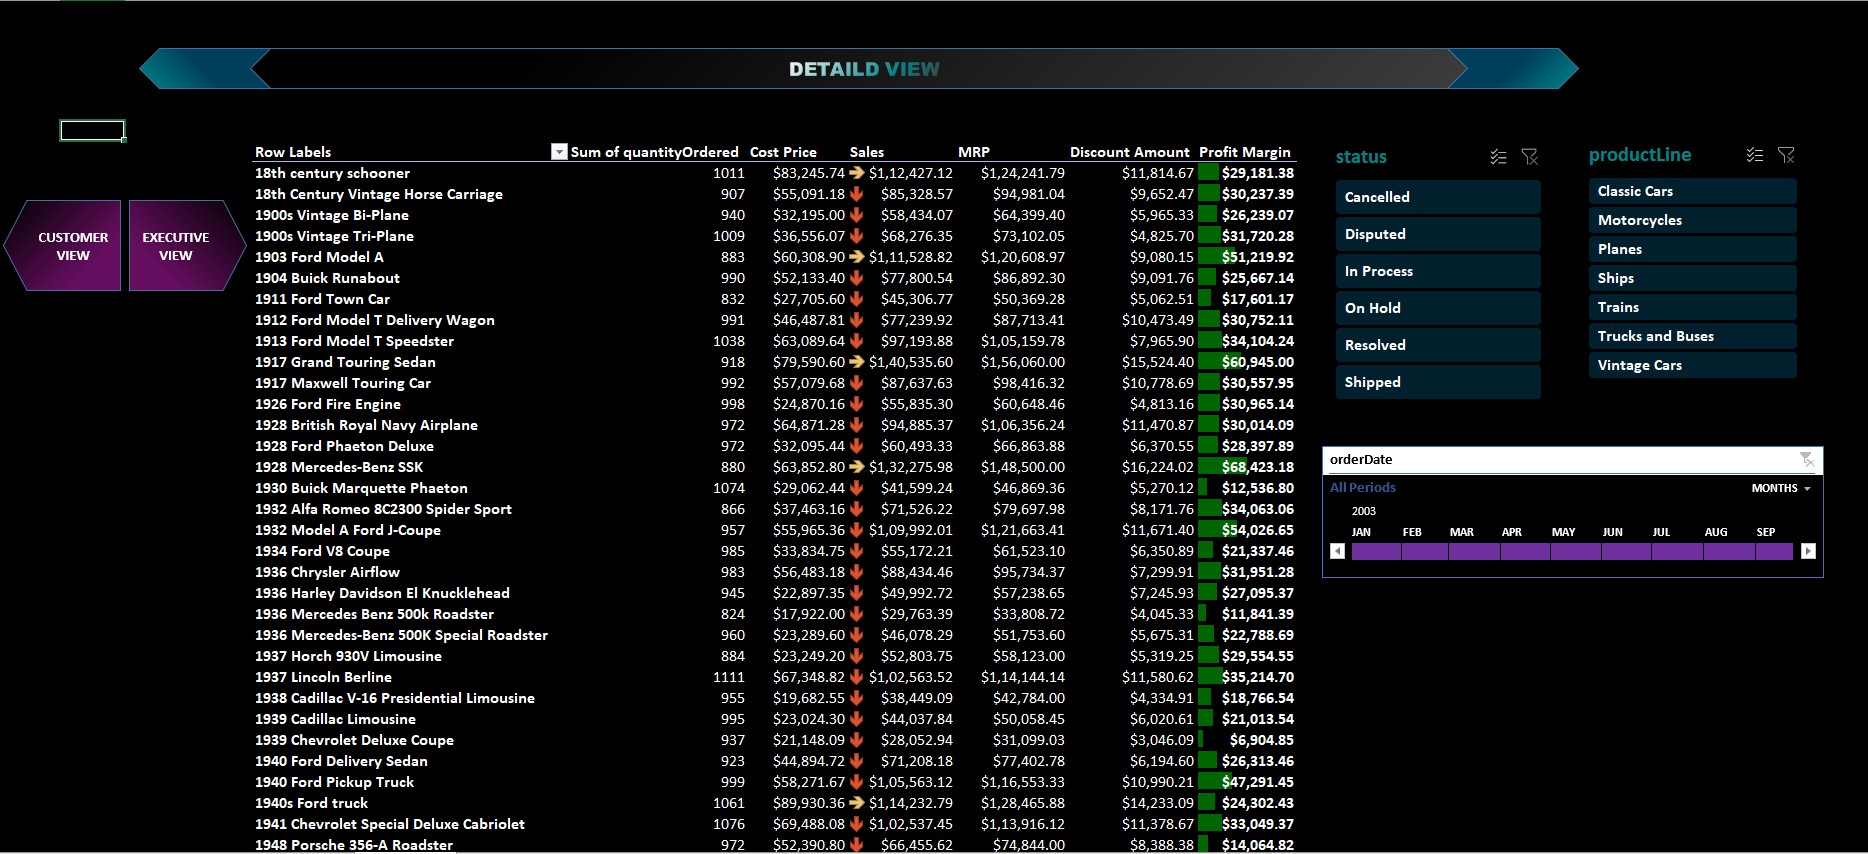 DETAILD VIEW
CUSTOMER
VIEW
EXECUTIVE
VIEW
Row Labels Sum of quantityOrdered Cost Price Sales MRP Discount Amount Profit Margin
18th century schooner 1011 $83,245.74 $1,12,427.12 $1,24,241.79 $11,814.67 $29,181.38
18th Century Vintage Horse Carriage 907 $55,091.18 $85,328.57 $94,981.04 $9,652.47 $30,237.39
1900s Vintage Bi-Plane 940 $32,195.00 $58,434.07 $64,399.40 $5,965.33 $26,239.07
1900s Vintage Tri-Plane 1009 $36,556.07 $68,276.35 $73,102.05 $4,825.70 $31,720.28
1903 Ford Model A 883 $60,308.90 $1,11,528.82 $1,20,608.97 $9,080.15 $51,219.92
1904 Buick Runabout 990 $52,133.40 $77,800.54 $86,892.30 $9,091.76 $25,667.14
1911 Ford Town Car 832 $27,705.60 $45,306.77 $50,369.28 $5,062.51 $17,601.17
1912 Ford Model T Delivery Wagon 991 $46,487.81 $77,239.92 $87,713.41 $10,473.49 $30,752.11
1913 Ford Model T Speedster 1038 $63,089.64 $97,193.88 $1,05,159.78 $7,965.90 $34,104.24
1917 Grand Touring Sedan 918 $79,590.60 $1,40,535.60 $1,56,060.00 $15,524.40 $60,945.00
1917 Maxwell Touring Car 992 $57,079.68 $87,637.63 $98,416.32 $10,778.69 $30,557.95
1926 Ford Fire Engine 998 $24,870.16 $55,835.30 $60,648.46 $4,813.16 $30,965.14
1928 British Royal Navy Airplane 972 $64,871.28 $94,885.37 $1,06,356.24 $11,470.87 $30,014.09
1928 Ford Phaeton Deluxe 972 $32,095.44 $60,493.33 $66,863.88 $6,370.55 $28,397.89
1928 Mercedes-Benz SSK 880 $63,852.80 $1,32,275.98 $1,48,500.00 $16,224.02 $68,423.18
1930 Buick Marquette Phaeton 1074 $29,062.44 $41,599.24 $46,869.36 $5,270.12 $12,536.80
1932 Alfa Romeo 8C2300 Spider Sport 866 $37,463.16 $71,526.22 $79,697.98 $8,171.76 $34,063.06
1932 Model A Ford J-Coupe 957 $55,965.36 $1,09,992.01 $1,21,663.41 $11,671.40 $54,026.65
1934 Ford V8 Coupe 985 $33,834.75 $55,172.21 $61,523.10 $6,350.89 $21,337.46
1936 Chrysler Airflow 983 $56,483.18 $88,434.46 $95,734.37 $7,299.91 $31,951.28
1936 Harley Davidson El Knucklehead 945 $22,897.35 $49,992.72 $57,238.65 $7,245.93 $27,095.37
1936 Mercedes Benz 500k Roadster 824 $17,922.00 $29,763.39 $33,808.72 $4,045.33 $11,841.39
1936 Mercedes-Benz 500K Special Roadster 960 $23,289.60 $46,078.29 $51,753.60 $5,675.31 $22,788.69
1937 Horch 930V Limousine 884 $23,249.20 $52,803.75 $58,123.00 $5,319.25 $29,554.55
1937 Lincoln Berline 1111 $67,348.82 $1,02,563.52 $1,14,144.14 $11,580.62 $35,214.70
1938 Cadillac V-16 Presidential Limousine 955 $19,682.55 $38,449.09 $42,784.00 $4,334.91 $18,766.54
1939 Cadillac Limousine 995 $23,024.30 $44,037.84 $50,058.45 $6,020.61 $21,013.54
1939 Chevrolet Deluxe Coupe 937 $21,148.09 $28,052.94 $31,099.03 $3,046.09 $6,904.85
1940 Ford Delivery Sedan 923 $44,894.72 $71,208.18 $77,402.78 $6,194.60 $26,313.46
1940 Ford Pickup Truck 999 $58,271.67 $1,05,563.12 $1,16,553.33 $10,990.21 $47,291.45
1940s Ford truck 1061 $89,930.36 $1,14,232.79 $1,28,465.88 $14,233.09 $24,302.43
1941 Chevrolet Special Deluxe Cabriolet 1076 $69,488.08 $1,02,537.45 $1,13,916.12 $11,378.67 $33,049.37
1948 Porsche 356-A Roadster 972 $52,390.80 $66,455.62 $74,844.00 $8,388.38 $14,064.82
status
Cancelled
Disputed
In Process
On Hold
Resolved
Shipped
productLine
Classic Cars
Motorcycles
Planes
Ships
Trains
Trucks and Buses
Vintage Cars
orderDate
All Periods MONTHS
2003
JAN FEB MAR APR MAY JUN JUL AUG SEP